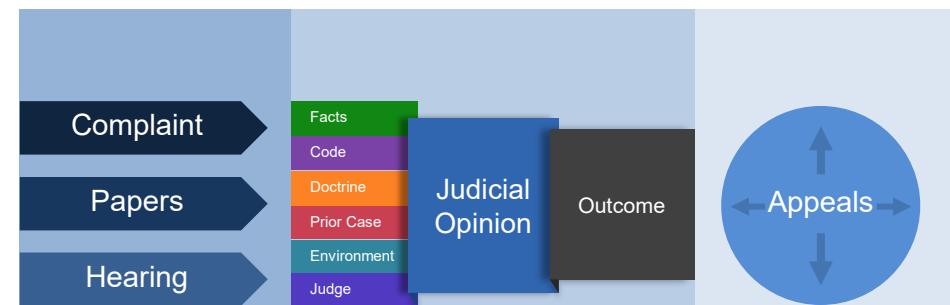 Complaint
Papers
Hearing
Facts
Code
Doctrine
Prior Case
Environment
Judge
Judicial
Opinion
Outcome
Appeals